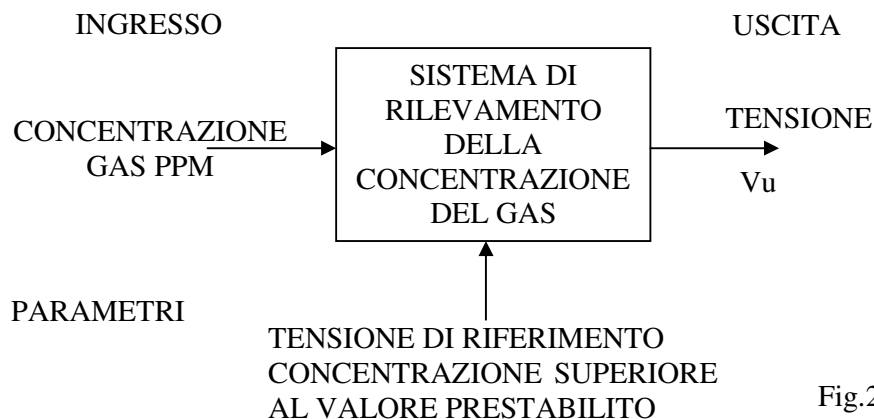 INGRESSO
USCITA
CONCENTRAZIONE
GAS PPM
SISTEMA DI
RILEVAMENTO
DELLA
CONCENTRAZIONE
DEL GAS
TENSIONE
Vu
PARAMETRI
TENSIONE DI RIFERIMENTO
CONCENTRAZIONE SUPERIORE
AL VALORE PRESTABILITO
Fig.2